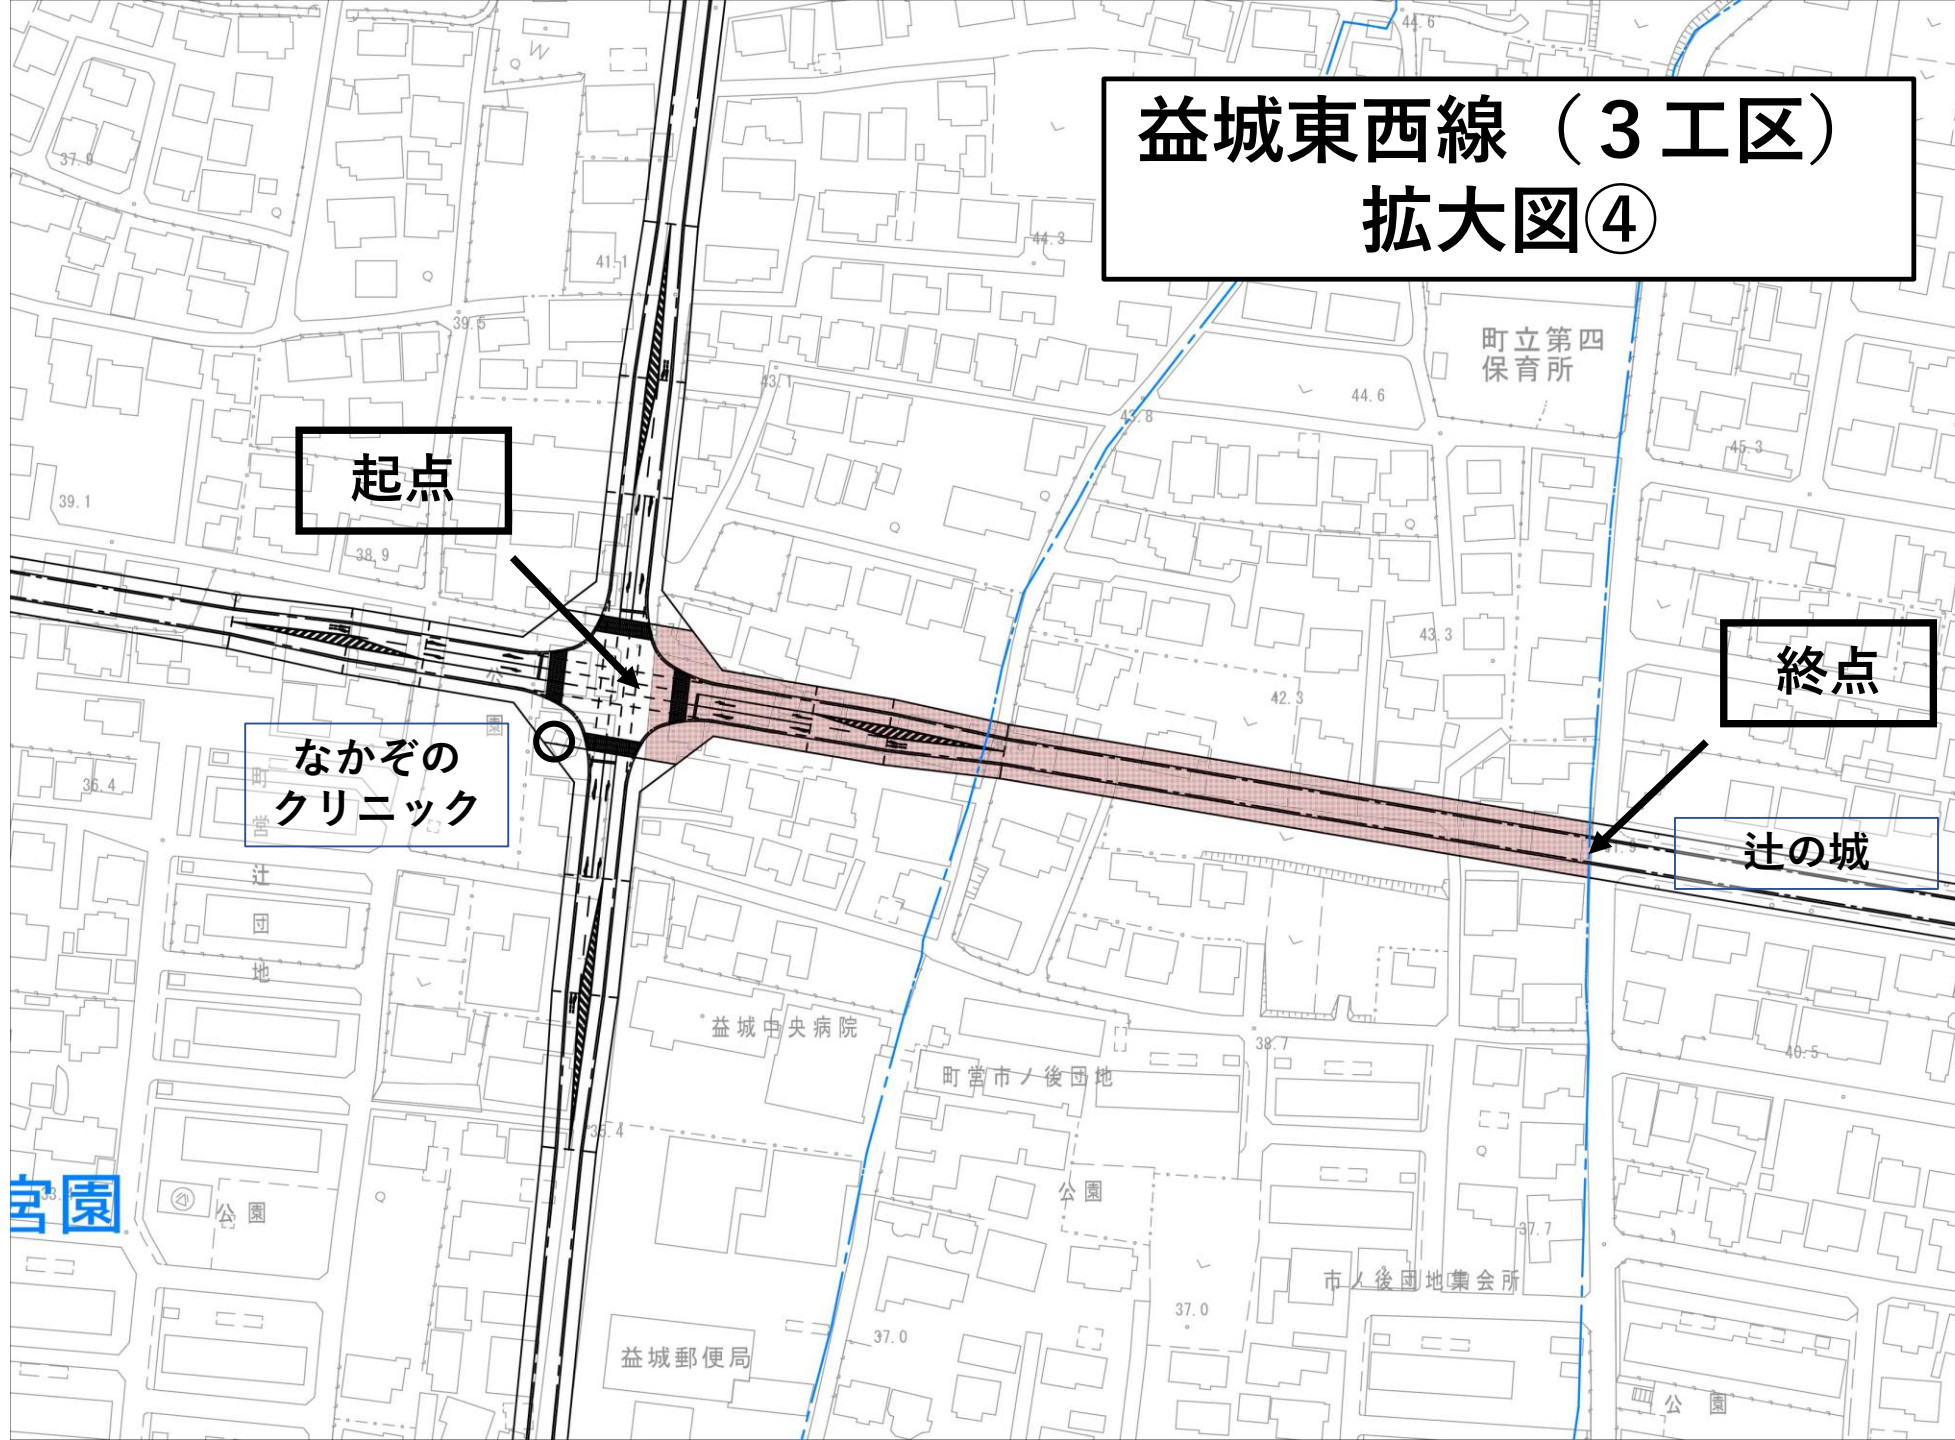 益城東西線（３工区）
拡大図④
44.6
37.9
44.3
41.1
39.5
町立第四
保育所
43.1
44.6
43.8
45.3
起点
39.1
38.9
43.3
終点
42.3
公
園
なかぞの
クリニック
36.4
町
営
辻
団
地
辻の城
益城中央病院
38.7
40.5
町営市ノ後団地
35.4
公園
宮園
公園
37.7
市ノ後団地集会所
37.0
37.0
益城郵便局
公園